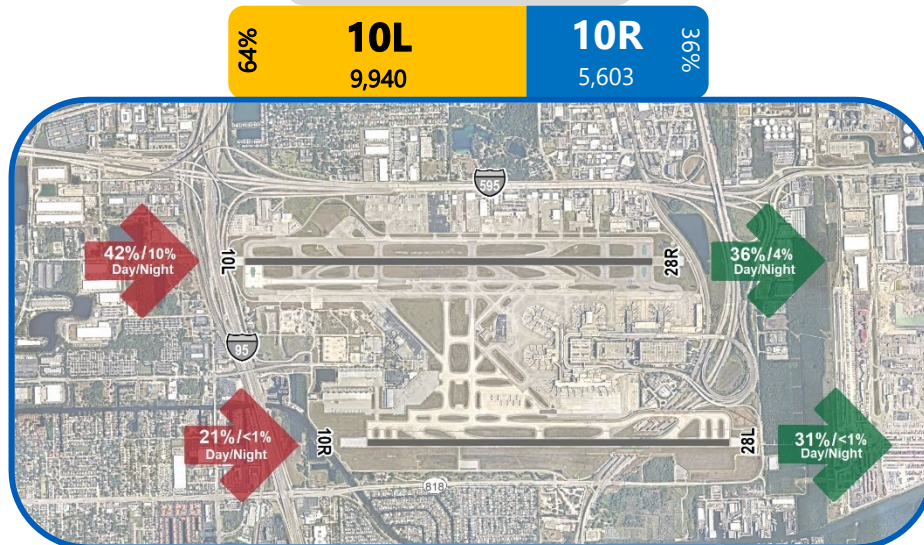 64%
10L
9,940
10R
5,603
36%
595
42%/10%
Day/Night
10L
28R
36%/4%
Day/Night
95
21%/<1%
Day/Night
10R
28L
31%/<1%
Day/Night
818